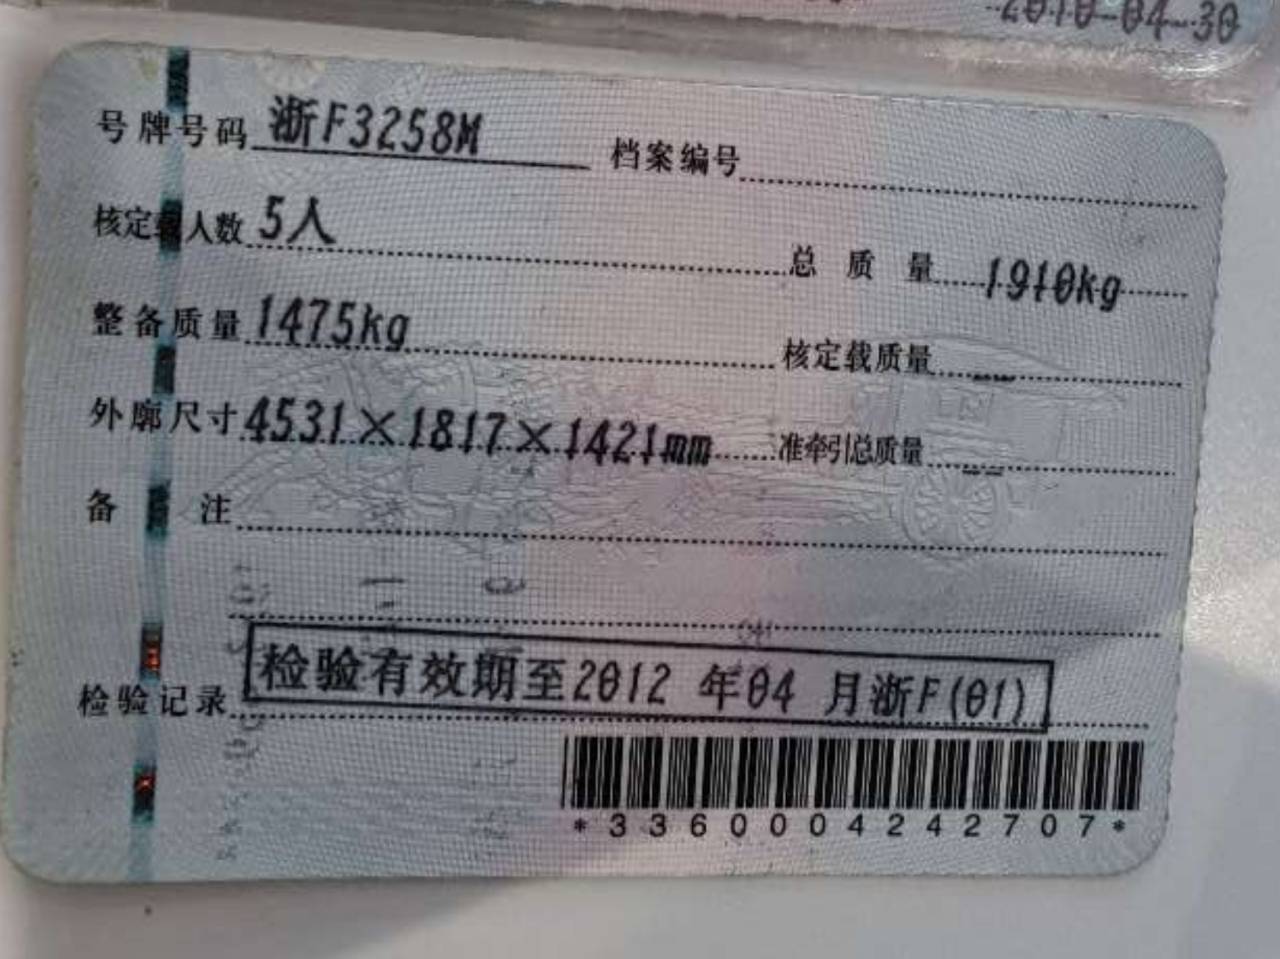 2010-04-30
号牌号码 浙F3258M 档案编号
核定载人数 5人 总质量 1910kg
整备质量 1475kg 核定载质量 --
外廓尺寸 4531×1817×1421mm 准牵引总质量 --
备注
检验记录 检验有效期至2012 年04 月浙F(01)
*3360004242707*